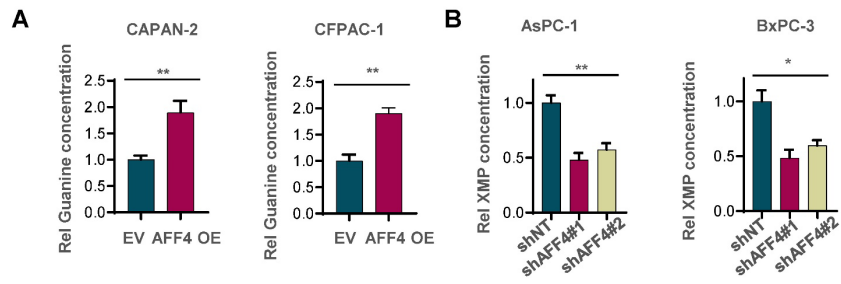 A
CAPAN-2
Rel Guanine concentration
2.5
2.0
1.5
1.0
0.5
0.0
**
EV AFF4 OE
CFPAC-1
Rel Guanine concentration
2.5
2.0
1.5
1.0
0.5
0.0
**
EV AFF4 OE
B
AsPC-1
Rel XMP concentration
1.0
0.5
0.0
**
shNT
shAFF4#1
shAFF4#2
BxPC-3
Rel XMP concentration
1.0
0.5
0.0
*
shNT
shAFF4#1
shAFF4#2